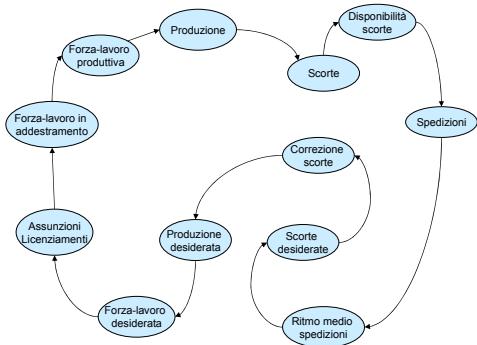 Disponibilità
scorte
Produzione
Forza-lavoro
produttiva
Scorte
Forza-lavoro in
addestramento
Spedizioni
Correzione
scorte
Assunzioni
Licenziamenti
Produzione
desiderata
Scorte
desiderate
Forza-lavoro
desiderata
Ritmo medio
spedizioni